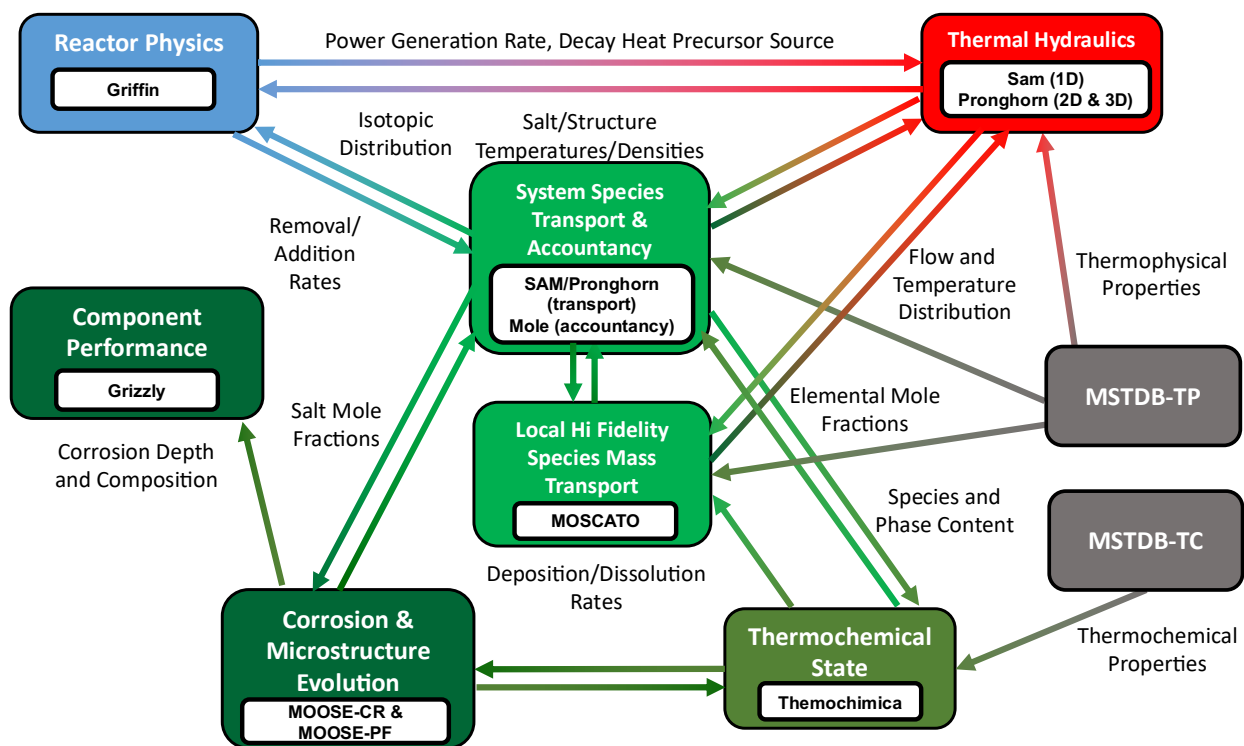 Reactor Physics
Griffin
Power Generation Rate, Decay Heat Precursor Source
Thermal Hydraulics
Sam (1D)
Pronghorn (2D & 3D)
Isotopic
Distribution
Salt/Structure
Temperatures/Densities
System Species
Transport &
Accountancy
SAM/Pronghorn
(transport)
Mole (accountancy)
Removal/
Addition
Rates
Flow and
Temperature
Distribution
Thermophysical
Properties
Component
Performance
Grizzly
MSTDB-TP
Salt Mole
Fractions
Local Hi Fidelity
Species Mass
Transport
MOSCATO
Elemental Mole
Fractions
Corrosion Depth
and Composition
Species and
Phase Content
MSTDB-TC
Deposition/Dissolution
Rates
Corrosion &
Microstructure
Evolution
MOOSE-CR &
MOOSE-PF
Thermochemical
State
Themochimica
Thermochemical
Properties